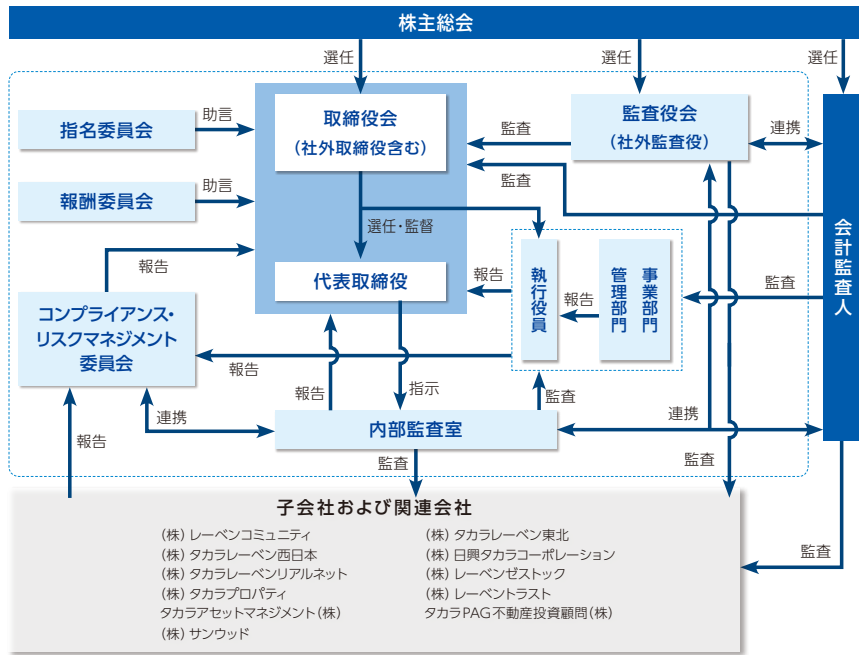 株主総会
選任
選任
選任
指名委員会
助言
取締役会
（社外取締役含む）
監査
監査役会
（社外監査役）
連携
監査
報酬委員会
助言
選任・監督
報告
代表取締役
報告
執行役員
報告
管理部門
事業部門
監査
会計監査人
コンプライアンス・
リスクマネジメント
委員会
報告
報告
指示
監査
連携
内部監査室
連携
報告
監査
監査
監査
子会社および関連会社
（株）レーベンコミュニティ
（株）タカラレーベン西日本
（株）タカラレーベンリアルネット
（株）タカラプロパティ
タカラアセットマネジメント（株）
（株）サンウッド
（株）タカラレーベン東北
（株）日興タカラコーポレーション
（株）レーベンゼストック
（株）レーベントラスト
タカラPAG不動産投資顧問（株）